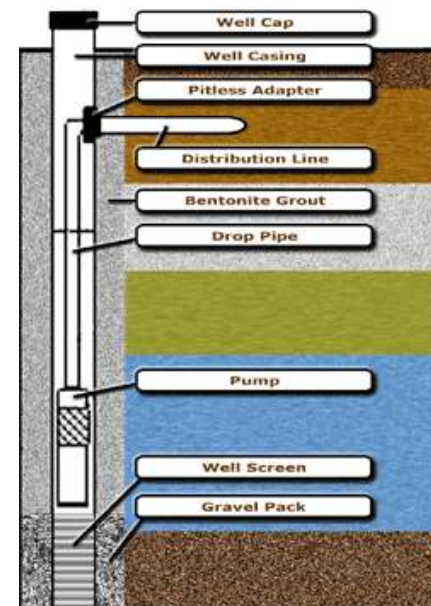 Well Cap
Well Casing
Pitless Adapter
Distribution Line
Bentonite Grout
Drop Pipe
Pump
Well Screen
Gravel Pack